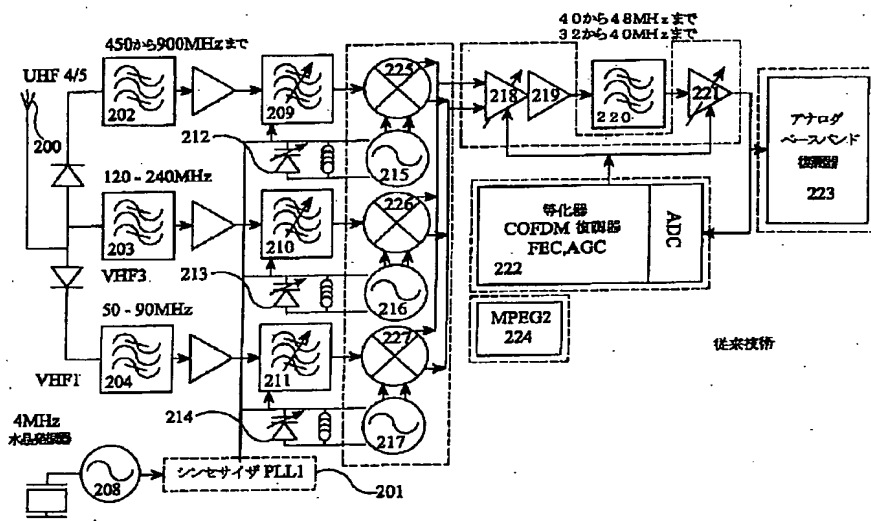 450から900MHzまで
40から48MHzまで
32から40MHzまで
UHF 4/5
202
209
225
218
219
220
221
アナログ
ベースバンド
復調器
223
200
212
215
120 - 240MHz
226
203
210
等化器
COFDM 復調器
FEC,AGC
222
ADC
VHF3
213
216
50 - 90MHz
227
MPEG2
224
従来技術
204
211
VHF1
214
217
4MHz
水晶発振器
208
シンセサイザ PLL1
201